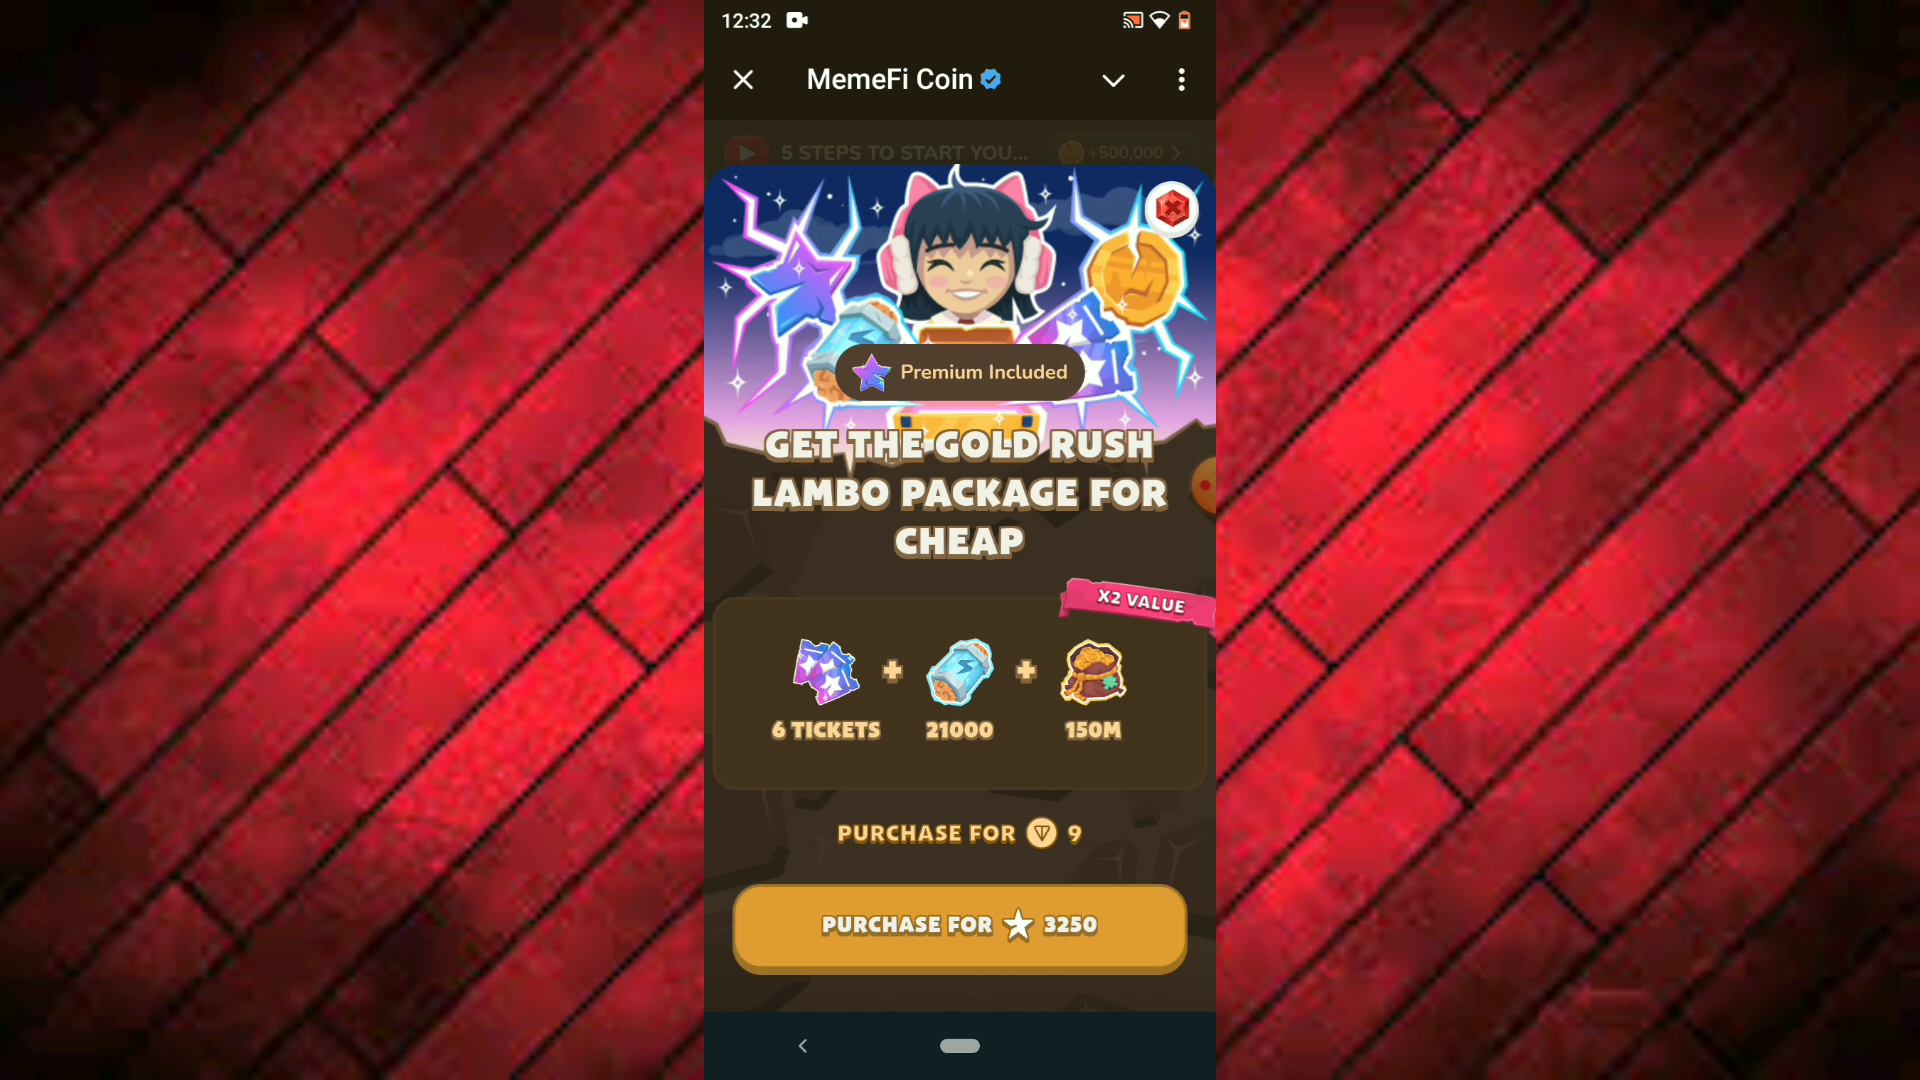 12:32
MemeFi Coin
5 STEPS TO START YOU...
+500,000
Premium Included
GET THE GOLD RUSH
LAMBO PACKAGE FOR
CHEAP
X2 VALUE
6 TICKETS
21000
150M
PURCHASE FOR 9
PURCHASE FOR 3250